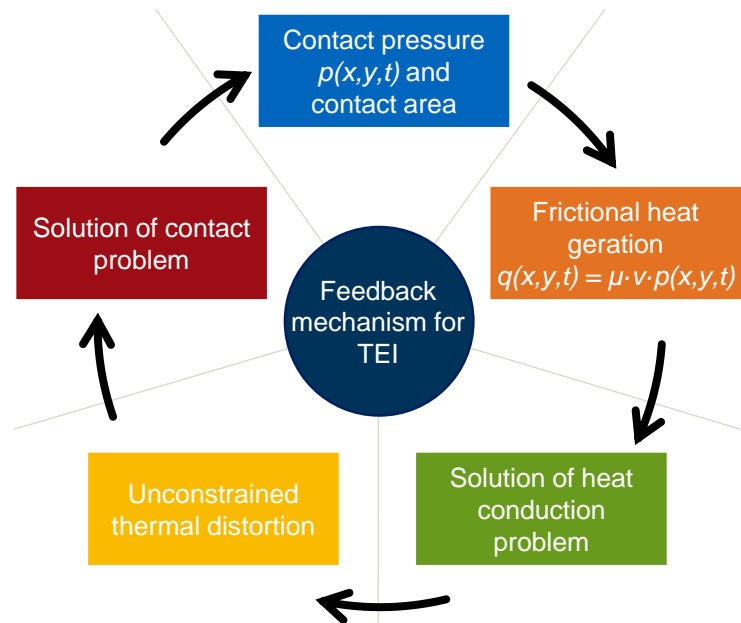 Contact pressure
p(x,y,t) and
contact area
Frictional heat
geration
q(x,y,t) = μ·v·p(x,y,t)
Solution of heat
conduction
problem
Unconstrained
thermal distortion
Solution of contact
problem
Feedback
mechanism for
TEI